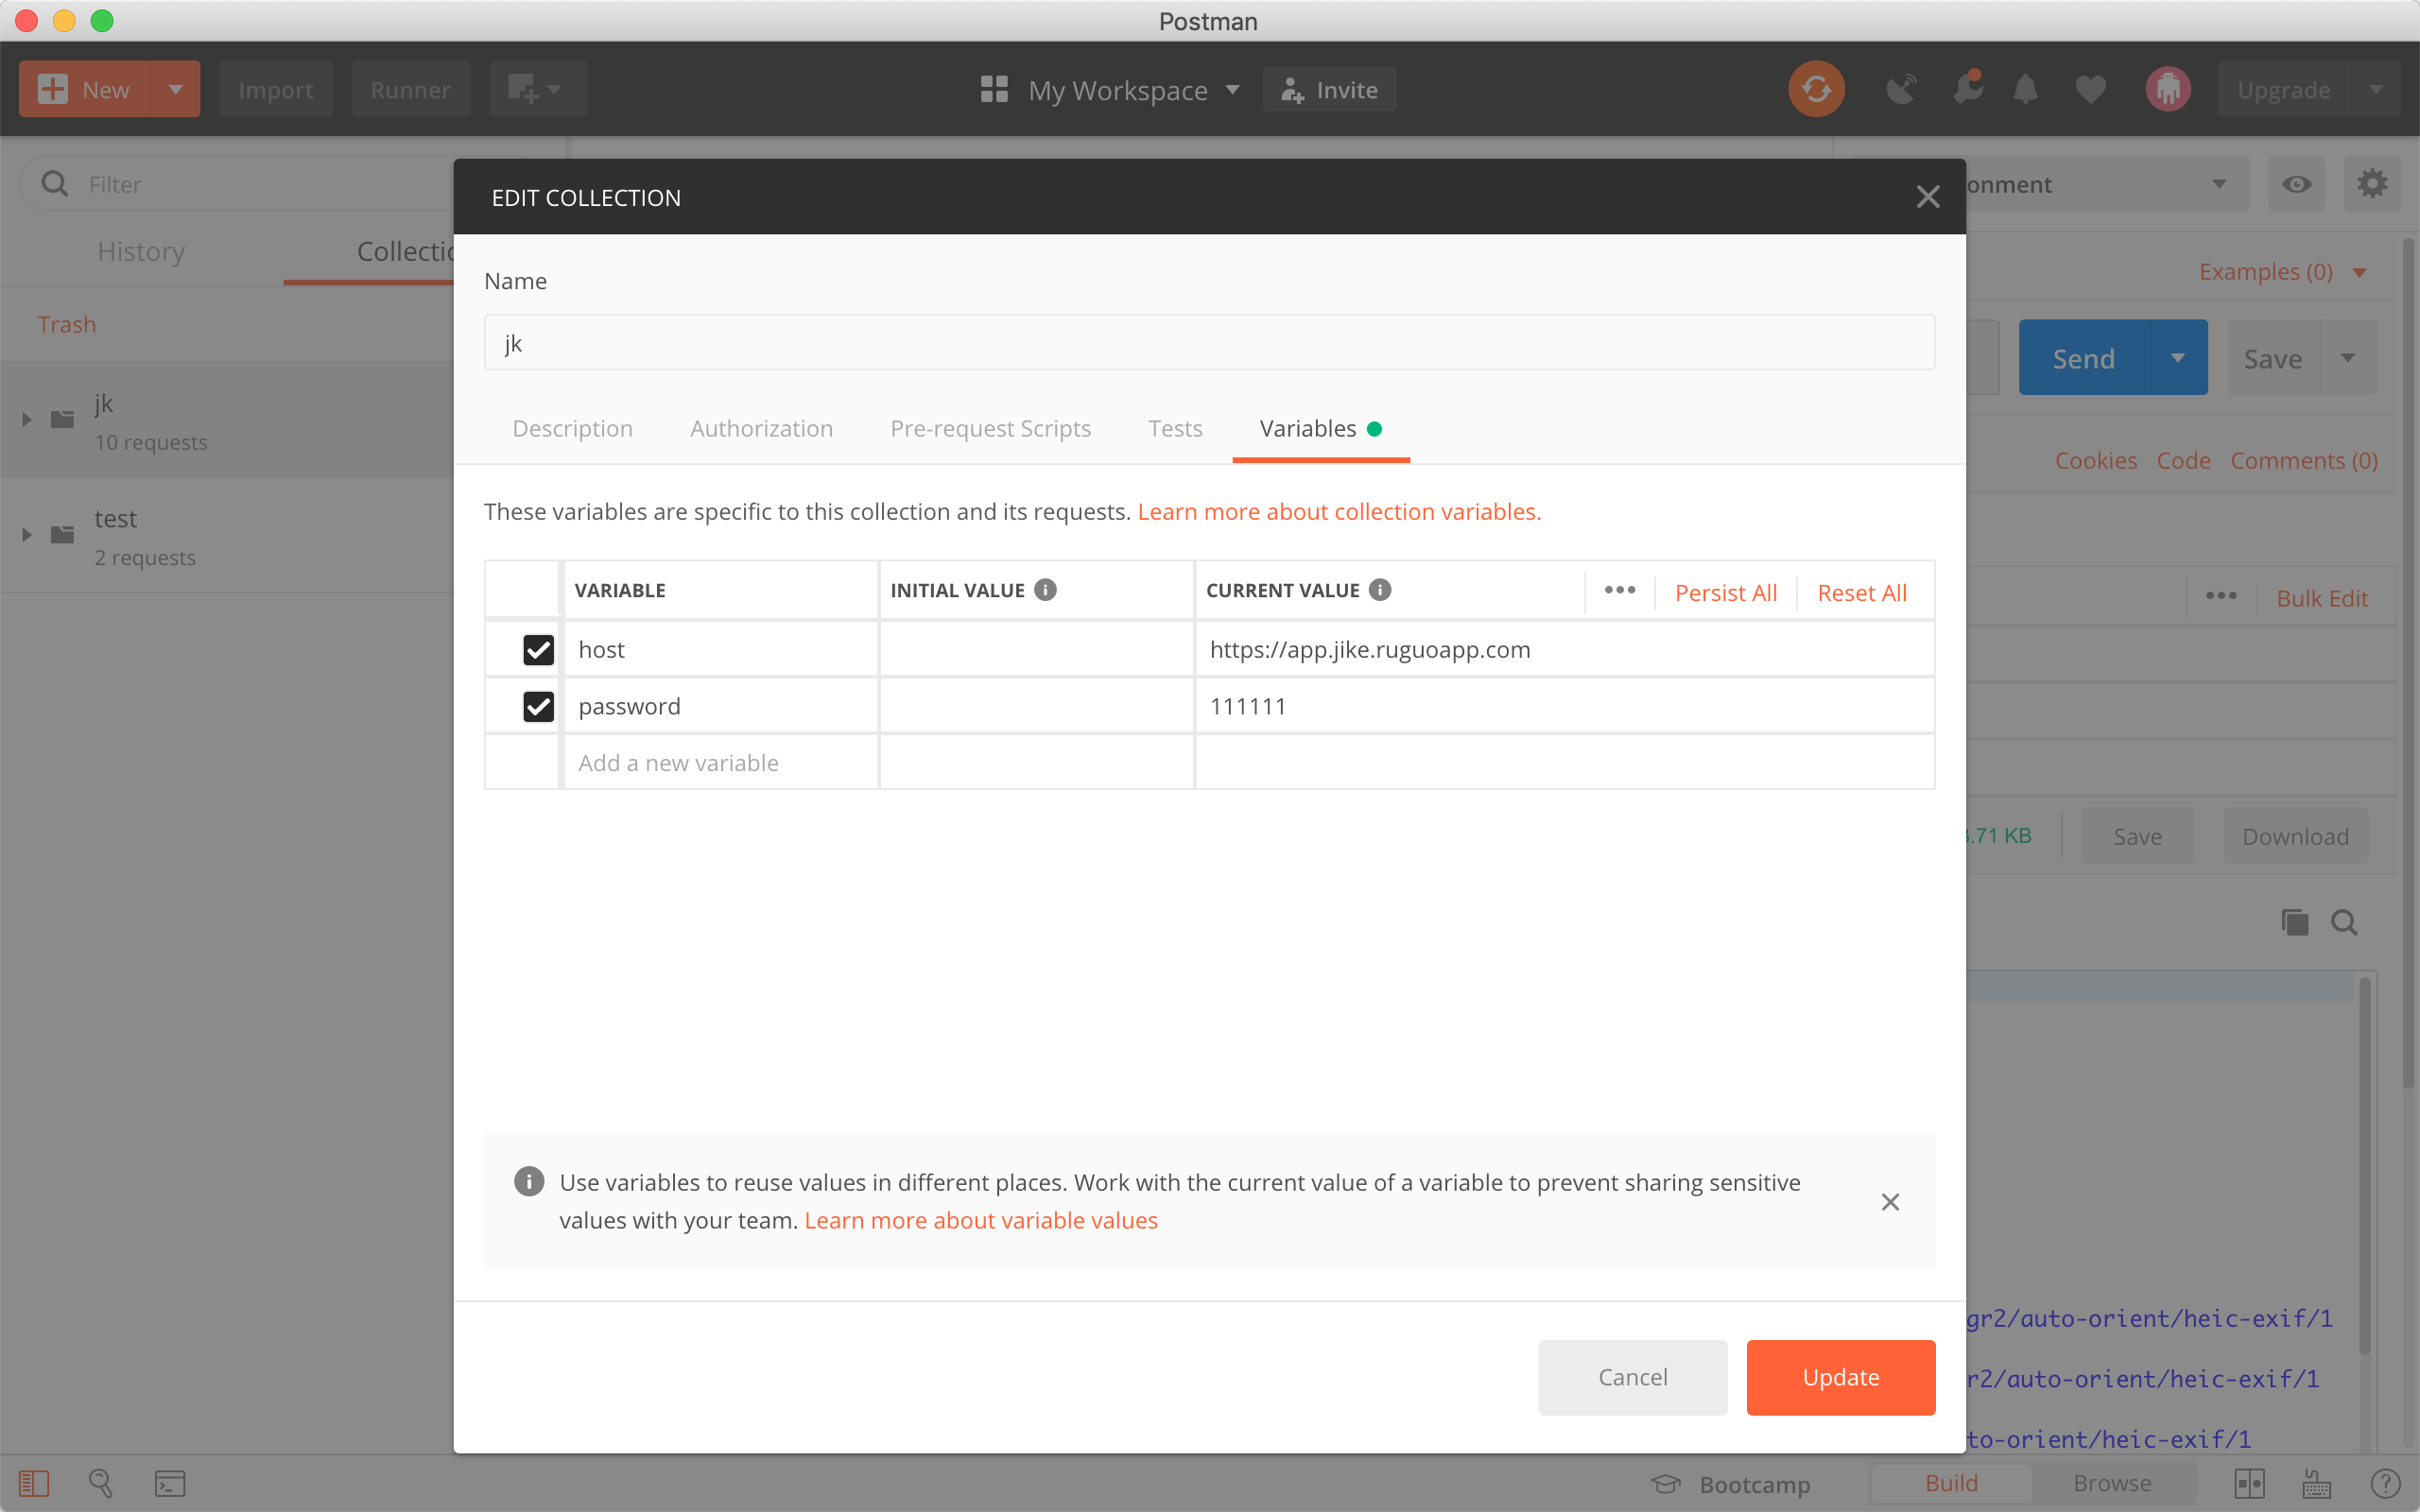 Postman
New
Import
Runner
My Workspace
Invite
Upgrade
Filter
History
Collectio
Trash
jk
10 requests
test
2 requests
EDIT COLLECTION
Name
jk
Description
Authorization
Pre-request Scripts
Tests
Variables
These variables are specific to this collection and its requests. Learn more about collection variables.
VARIABLE
INITIAL VALUE
CURRENT VALUE
Persist All
Reset All
host
https://app.jike.ruguoapp.com
password
111111
Add a new variable
Use variables to reuse values in different places. Work with the current value of a variable to prevent sharing sensitive
values with your team. Learn more about variable values
Cancel
Update
onment
Examples (0)
Send
Save
Cookies
Code
Comments (0)
Bulk Edit
.71 KB
Save
Download
gr2/auto-orient/heic-exif/1
r2/auto-orient/heic-exif/1
to-orient/heic-exif/1
Bootcamp
Build
Browse